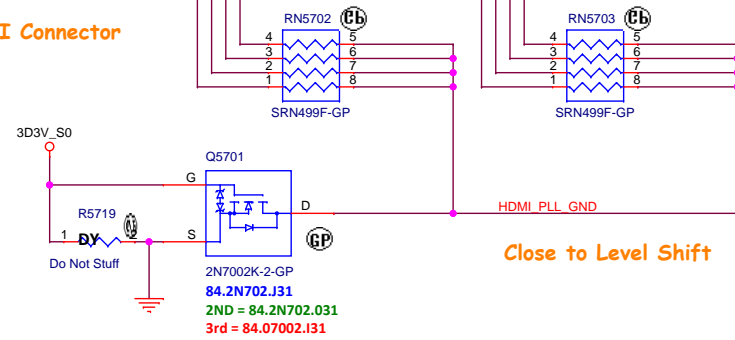 RN5702
RN5703
I Connector
4 5
3 6
2 7
1 8
4 5
3 6
2 7
1 8
SRN499F-GP
SRN499F-GP
3D3V_S0
Q5701
G
D
HDMI_PLL_GND
R5719
1 DY 2
S
GP
Do Not Stuff
Close to Level Shift
2N7002K-2-GP
84.2N702.J31
2ND = 84.2N702.031
3rd = 84.07002.I31